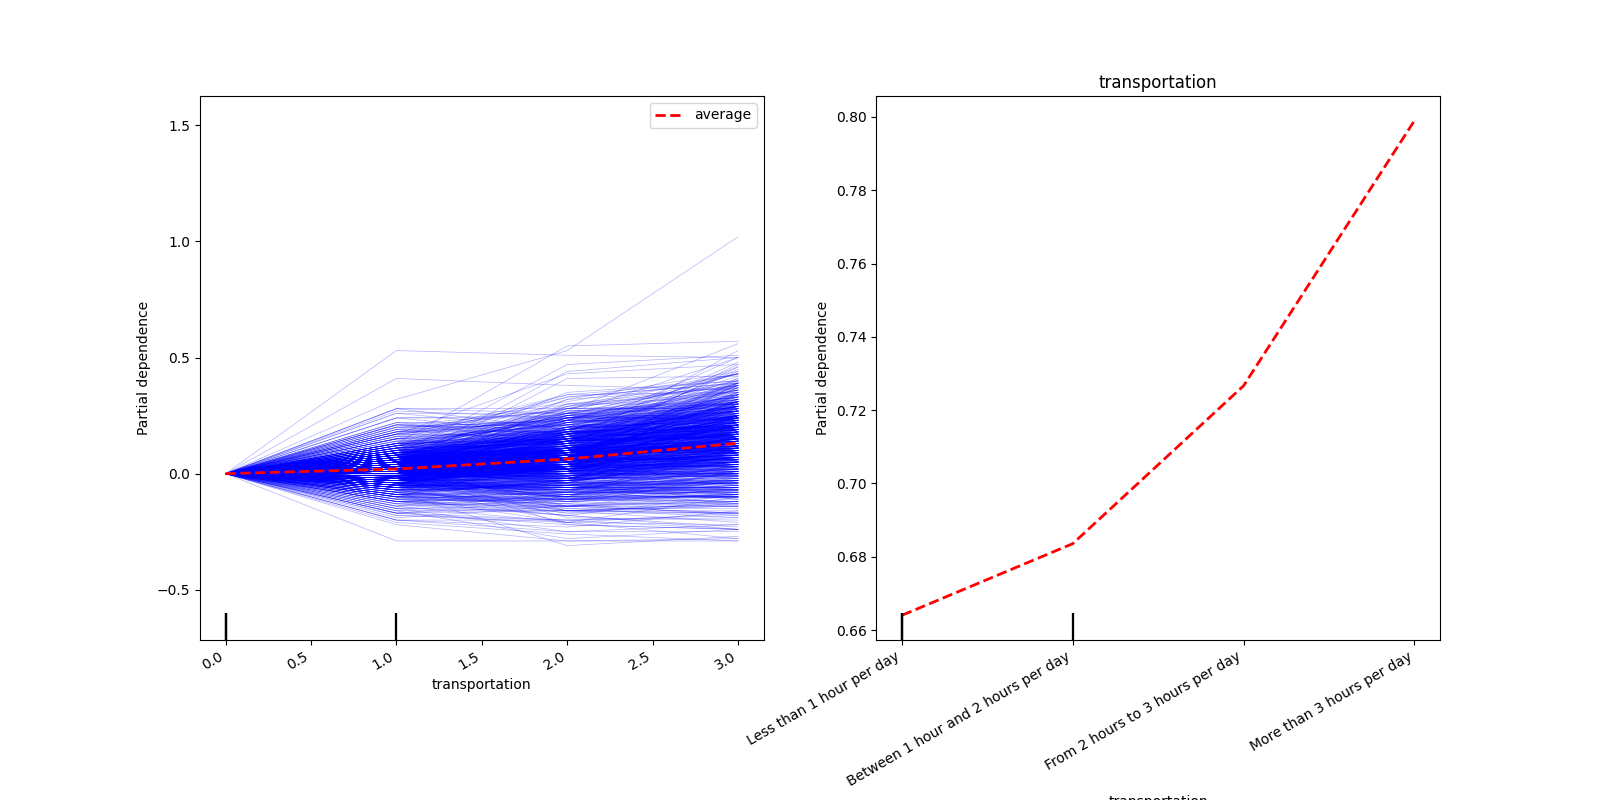 average
1.5
1.0
0.5
0.0
−0.5
Partial dependence
0.0
0.5
1.0
1.5
2.0
2.5
3.0
transportation
transportation
0.80
0.78
0.76
0.74
0.72
0.70
0.68
0.66
Partial dependence
Less than 1 hour per day
Between 1 hour and 2 hours per day
From 2 hours to 3 hours per day
More than 3 hours per day
transportation